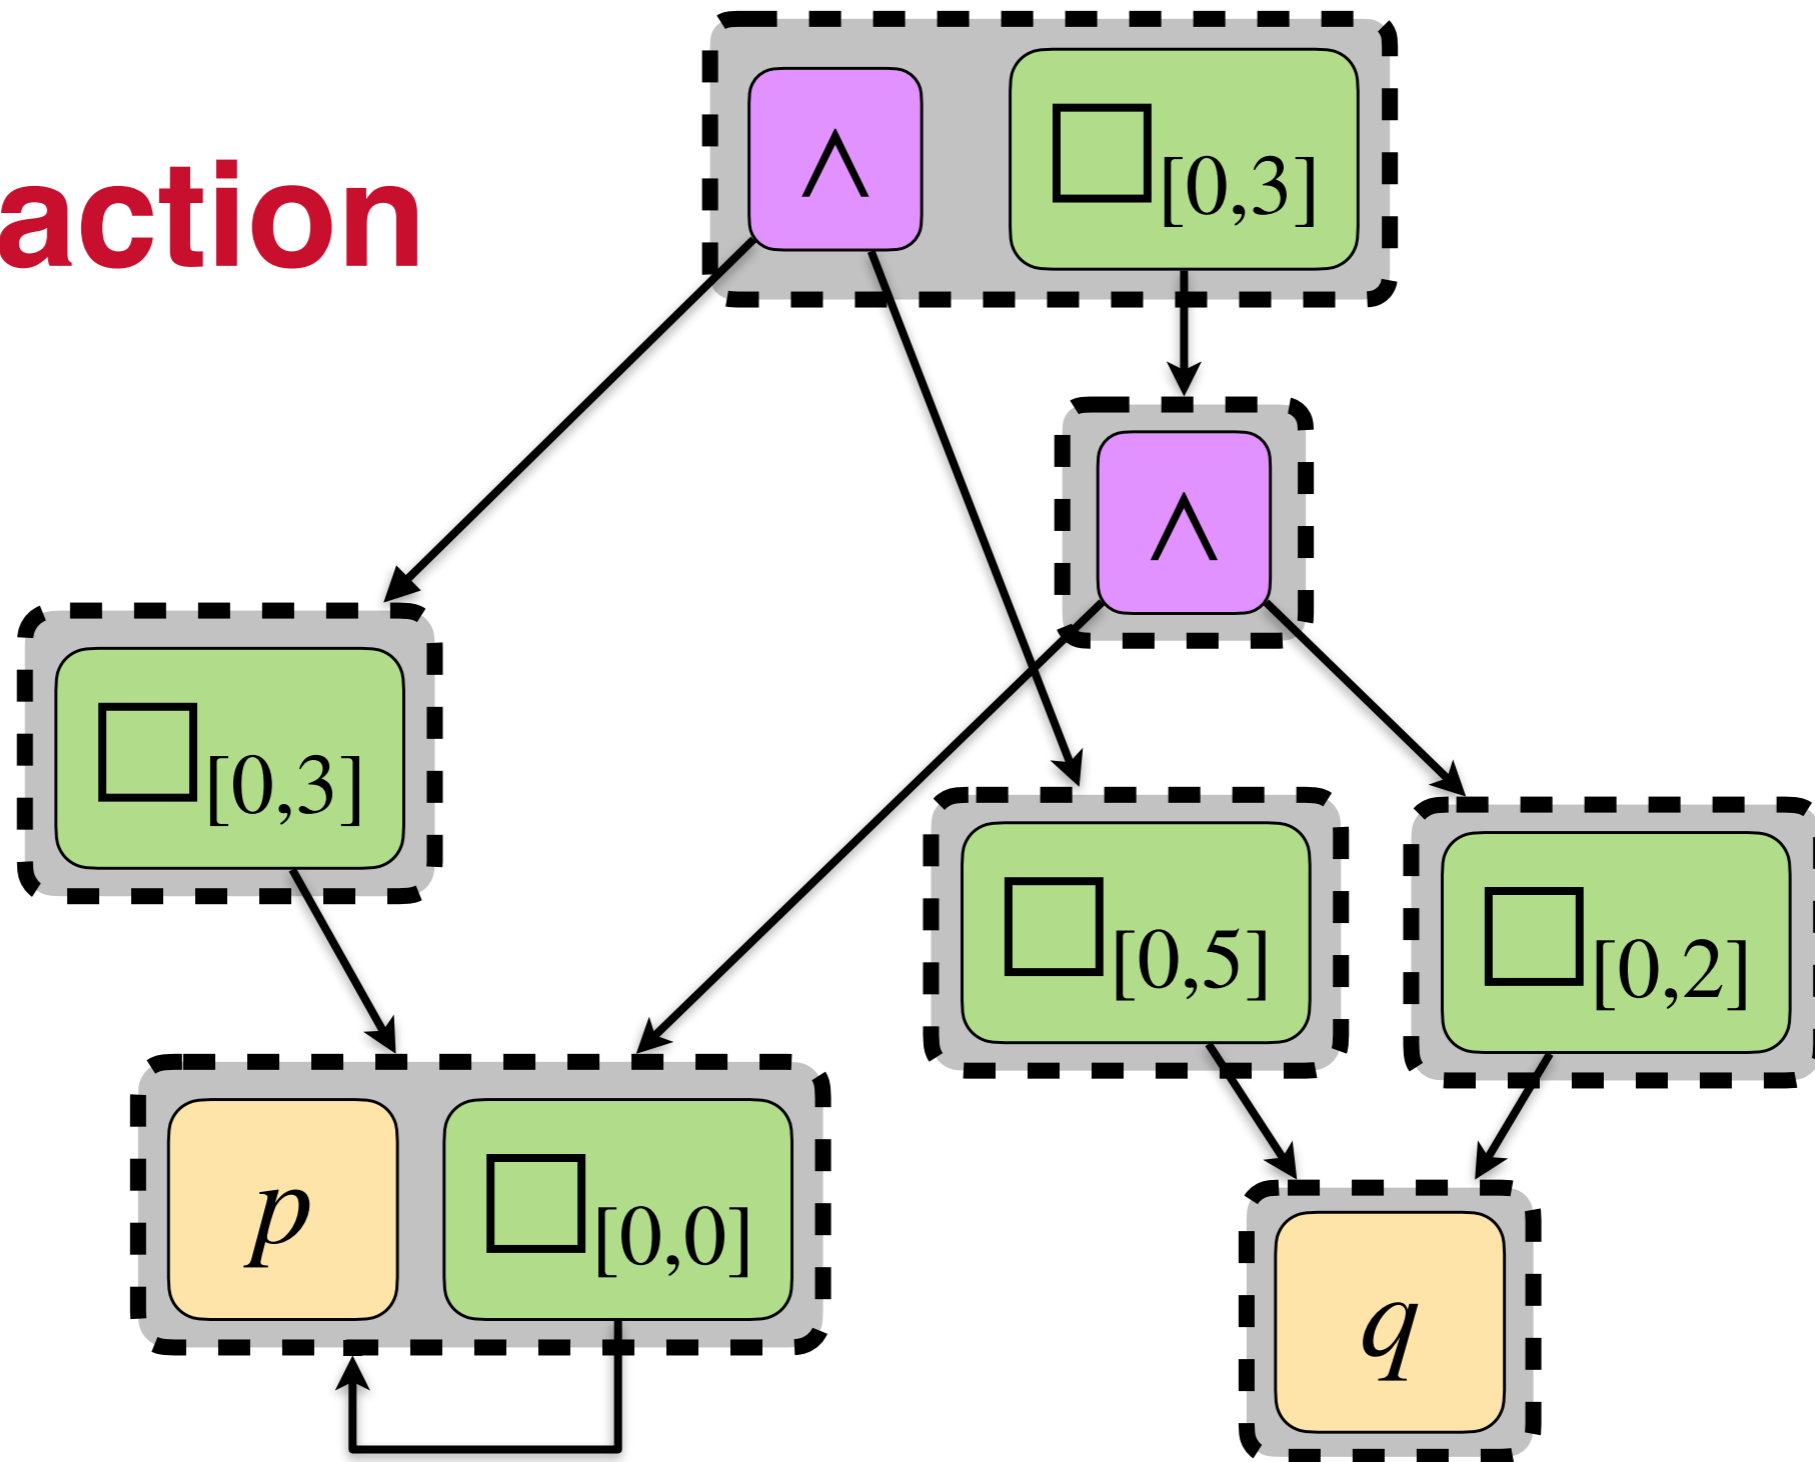 action
∧
□[0,3]
∧
□[0,3]
□[0,5]
□[0,2]
p
□[0,0]
q